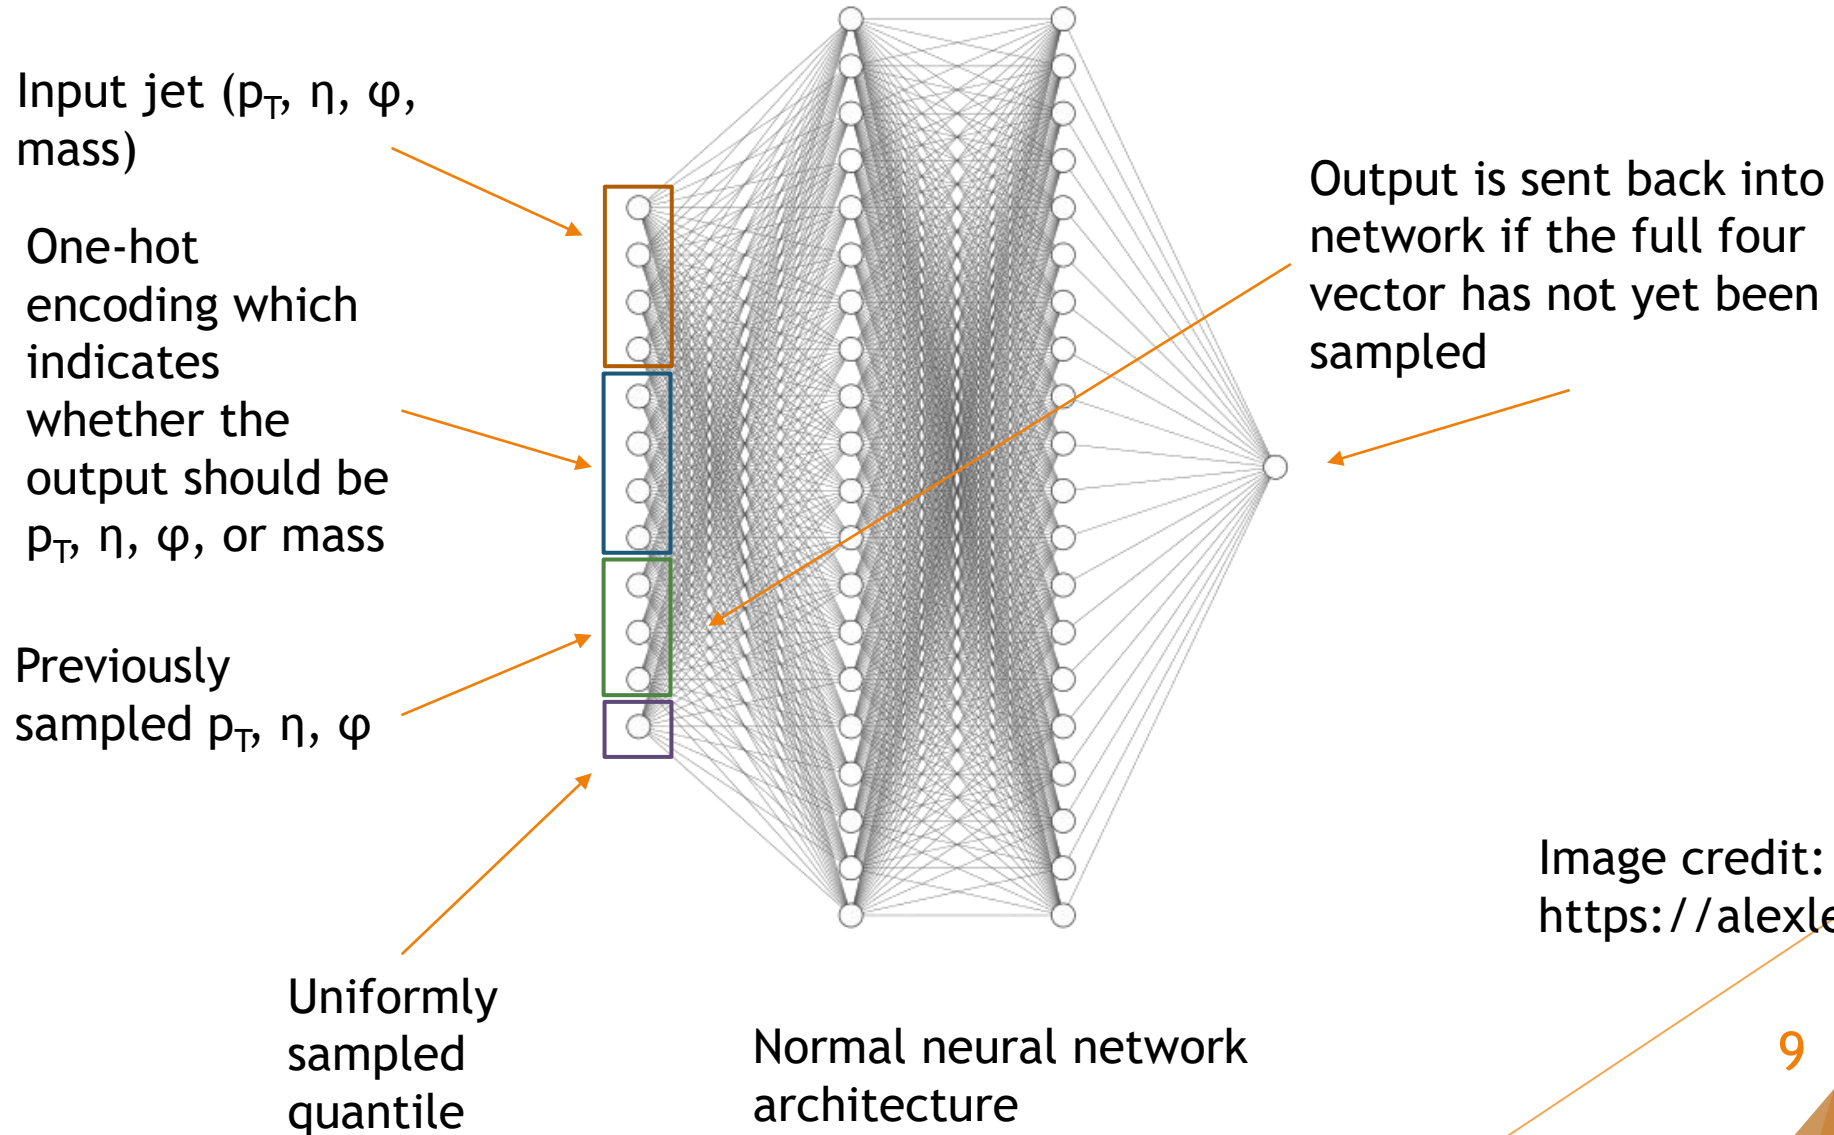 Input jet (pT, η, φ,
mass)
One-hot
encoding which
indicates
whether the
output should be
pT, η, φ, or mass
Previously
sampled pT, η, φ
Uniformly
sampled
quantile
Normal neural network
architecture
Output is sent back into
network if the full four
vector has not yet been
sampled
Image credit:
https://alexle
9